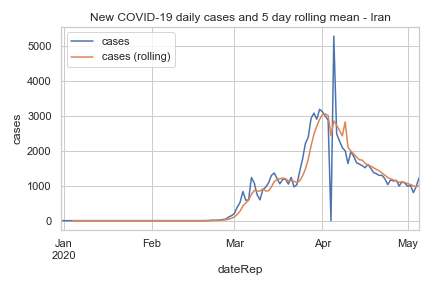 New COVID-19 daily cases and 5 day rolling mean - Iran
cases
cases (rolling)
5000
4000
3000
2000
1000
0
cases
Jan
2020
Feb
Mar
Apr
May
dateRep